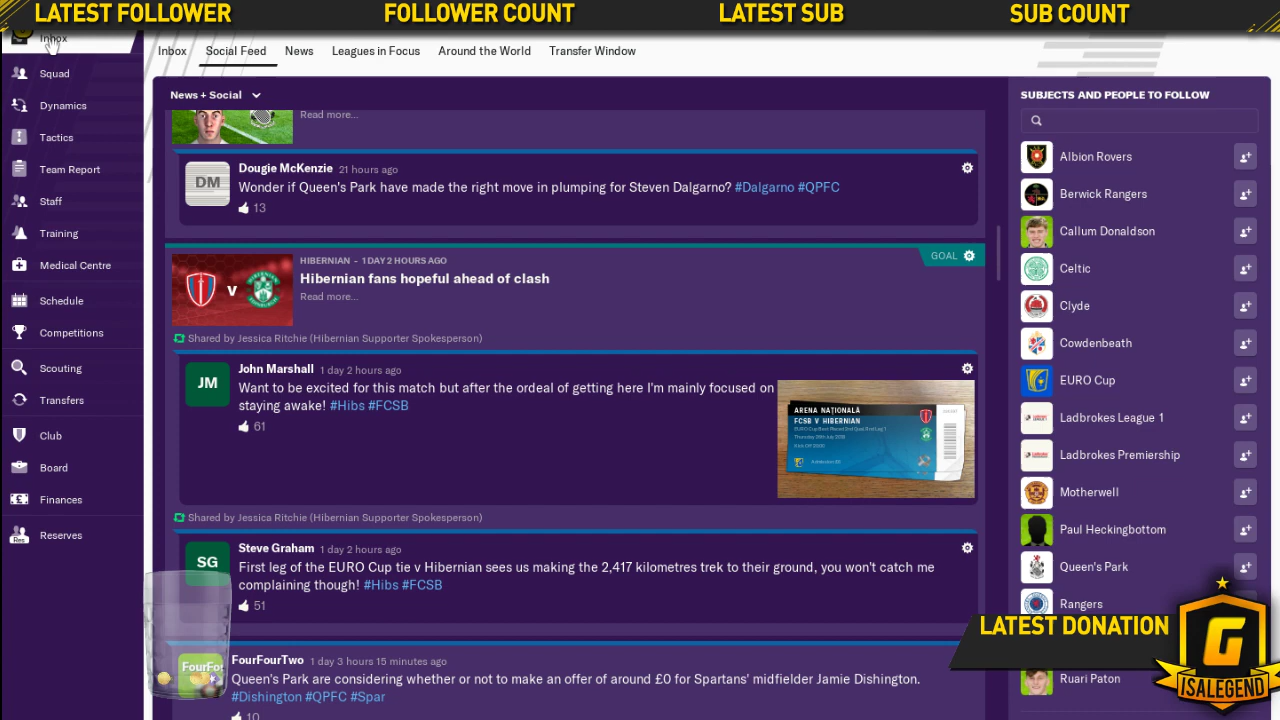 LATEST FOLLOWER
FOLLOWER COUNT
LATEST SUB
SUB COUNT
Inbox
Squad
Dynamics
Tactics
Team Report
Staff
Training
Medical Centre
Schedule
Competitions
Scouting
Transfers
Club
Board
Finances
Res
Reserves
Inbox
Social Feed
News
Leagues in Focus
Around the World
Transfer Window
News + Social
Read more...
DM
Dougie McKenzie 21 hours ago
Wonder if Queen's Park have made the right move in plumping for Steven Dalgarno? #Dalgarno #QPFC
13
HIBERNIAN - 1 DAY 2 HOURS AGO
GOAL
v
Hibernian fans hopeful ahead of clash
Read more...
Shared by Jessica Ritchie (Hibernian Supporter Spokesperson)
JM
John Marshall 1 day 2 hours ago
Want to be excited for this match but after the ordeal of getting here I'm mainly focused on
staying awake! #Hibs #FCSB
61
ARENA NAȚIONALĂ
FCSB V HIBERNIAN
Shared by Jessica Ritchie (Hibernian Supporter Spokesperson)
SG
Steve Graham 1 day 2 hours ago
First leg of the EURO Cup tie v Hibernian sees us making the 2,417 kilometres trek to their ground, you won't catch me
complaining though! #Hibs #FCSB
51
FourFo
FourFourTwo 1 day 3 hours 15 minutes ago
Queen's Park are considering whether or not to make an offer of around £0 for Spartans' midfielder Jamie Dishington.
#Dishington #QPFC #Spar
10
SUBJECTS AND PEOPLE TO FOLLOW
Albion Rovers
Berwick Rangers
Callum Donaldson
Celtic
Clyde
Cowdenbeath
EURO Cup
Ladbrokes League 1
Ladbrokes Premiership
Motherwell
Paul Heckingbottom
Queen's Park
Rangers
Ruari Paton
LATEST DONATION
G
ISALEGEND